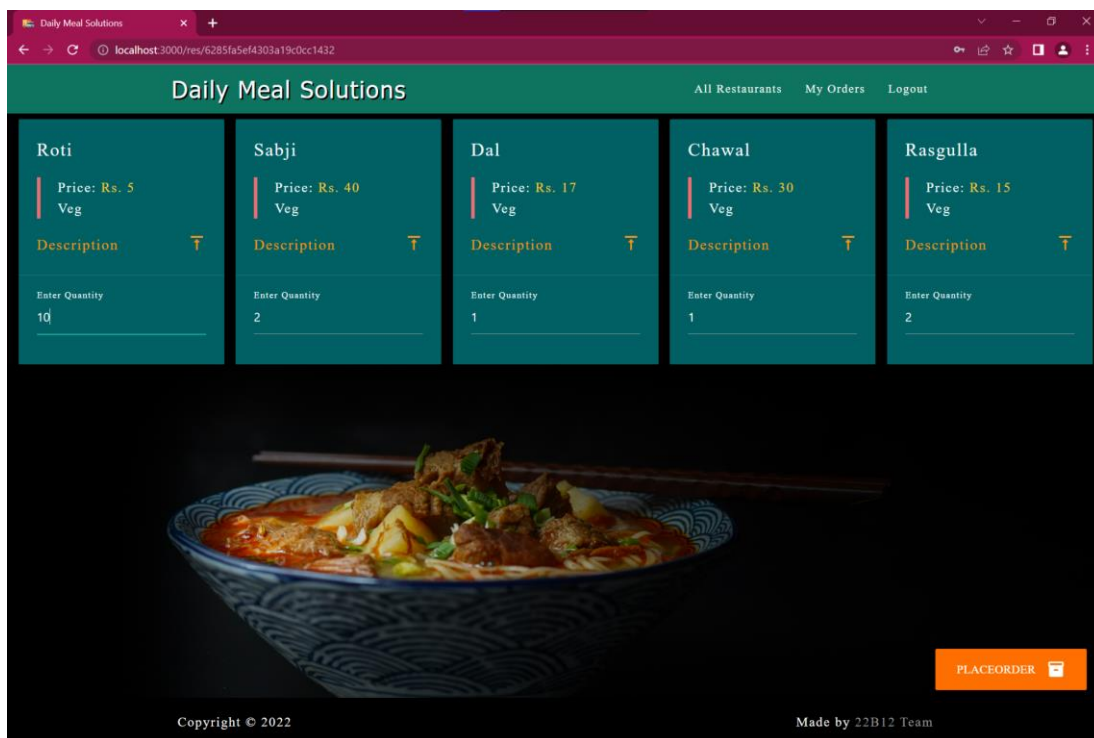 Daily Meal Solutions
localhost:3000/res/6285fa5ef4303a19c0cc1432
Daily Meal Solutions
All Restaurants My Orders Logout
Roti
Price: Rs. 5
Veg
Description
Enter Quantity
10
Sabji
Price: Rs. 40
Veg
Description
Enter Quantity
2
Dal
Price: Rs. 17
Veg
Description
Enter Quantity
1
Chawal
Price: Rs. 30
Veg
Description
Enter Quantity
1
Rasgulla
Price: Rs. 15
Veg
Description
Enter Quantity
2
PLACEORDER
Copyright © 2022
Made by 22B12 Team